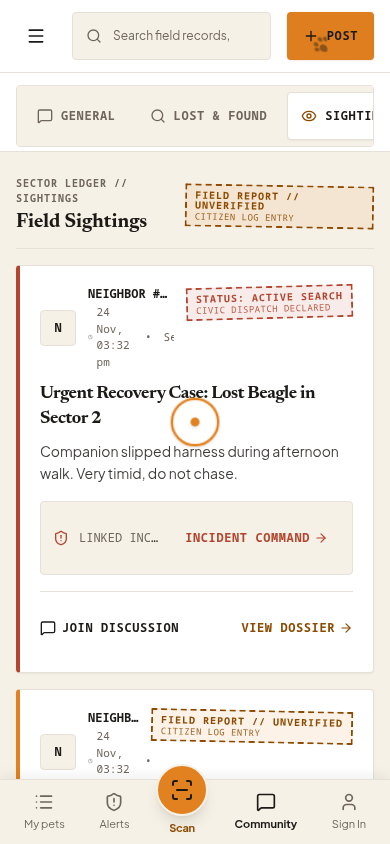 Search field records,
POST
GENERAL
LOST & FOUND
SECTOR LEDGER //
SIGHTINGS
Field Sightings
FIELD REPORT //
UNVERIFIED
CITIZEN LOG ENTRY
NEIGHBOR #…
N
24
Nov,
03:32
pm
•
STATUS: ACTIVE SEARCH
CIVIC DISPATCH DECLARED
Urgent Recovery Case: Lost Beagle in
Sector 2
Companion slipped harness during afternoon
walk. Very timid, do not chase.
LINKED INC…
INCIDENT COMMAND →
JOIN DISCUSSION
VIEW DOSSIER →
NEIGHB…
N
24
Nov,
03:32
•
FIELD REPORT // UNVERIFIED
CITIZEN LOG ENTRY
My pets
Alerts
Scan
Community
Sign In